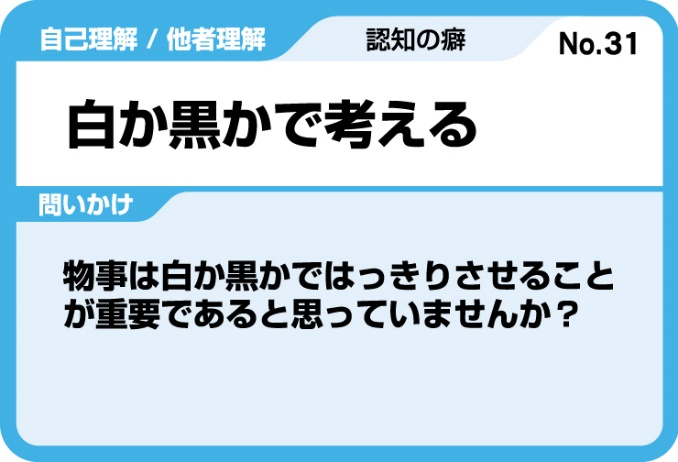 自己理解 / 他者理解
認知の癖
No.31
白か黒かで考える
問いかけ
物事は白か黒かではっきりさせること
が重要であると思っていませんか？